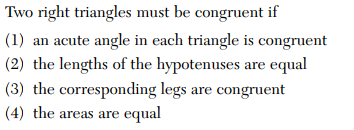 Two right triangles must be congruent if
(1) an acute angle in each triangle is congruent
(2) the lengths of the hypotenuses are equal
(3) the corresponding legs are congruent
(4) the areas are equal